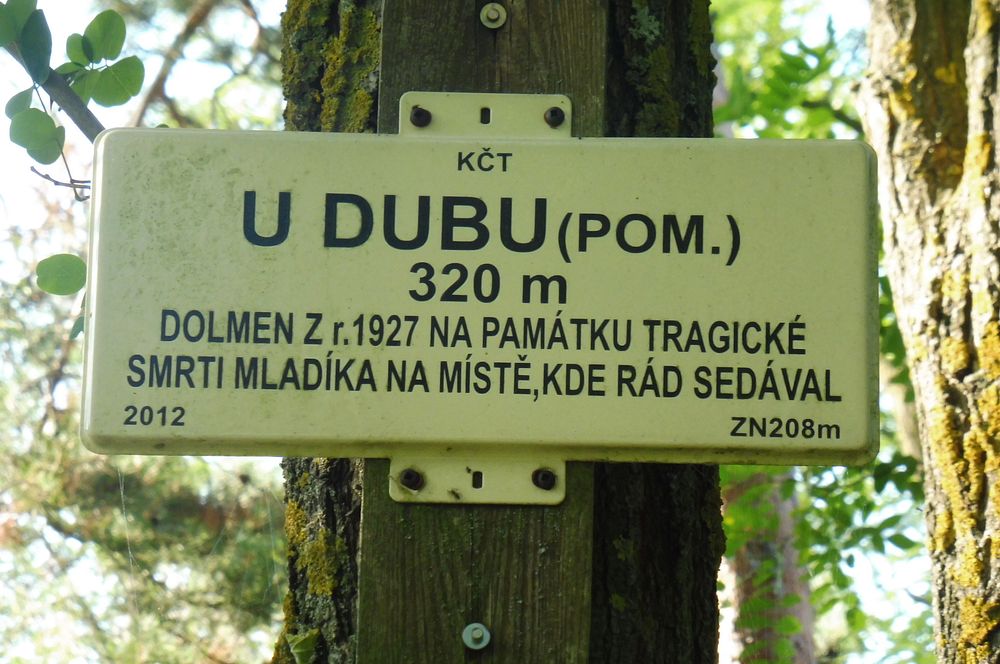 KČT
U DUBU (POM.)
320 m
DOLMEN Z r.1927 NA PAMÁTKU TRAGICKÉ
SMRTI MLADÍKA NA MÍSTĚ,KDE RÁD SEDÁVAL
2012 ZN208m